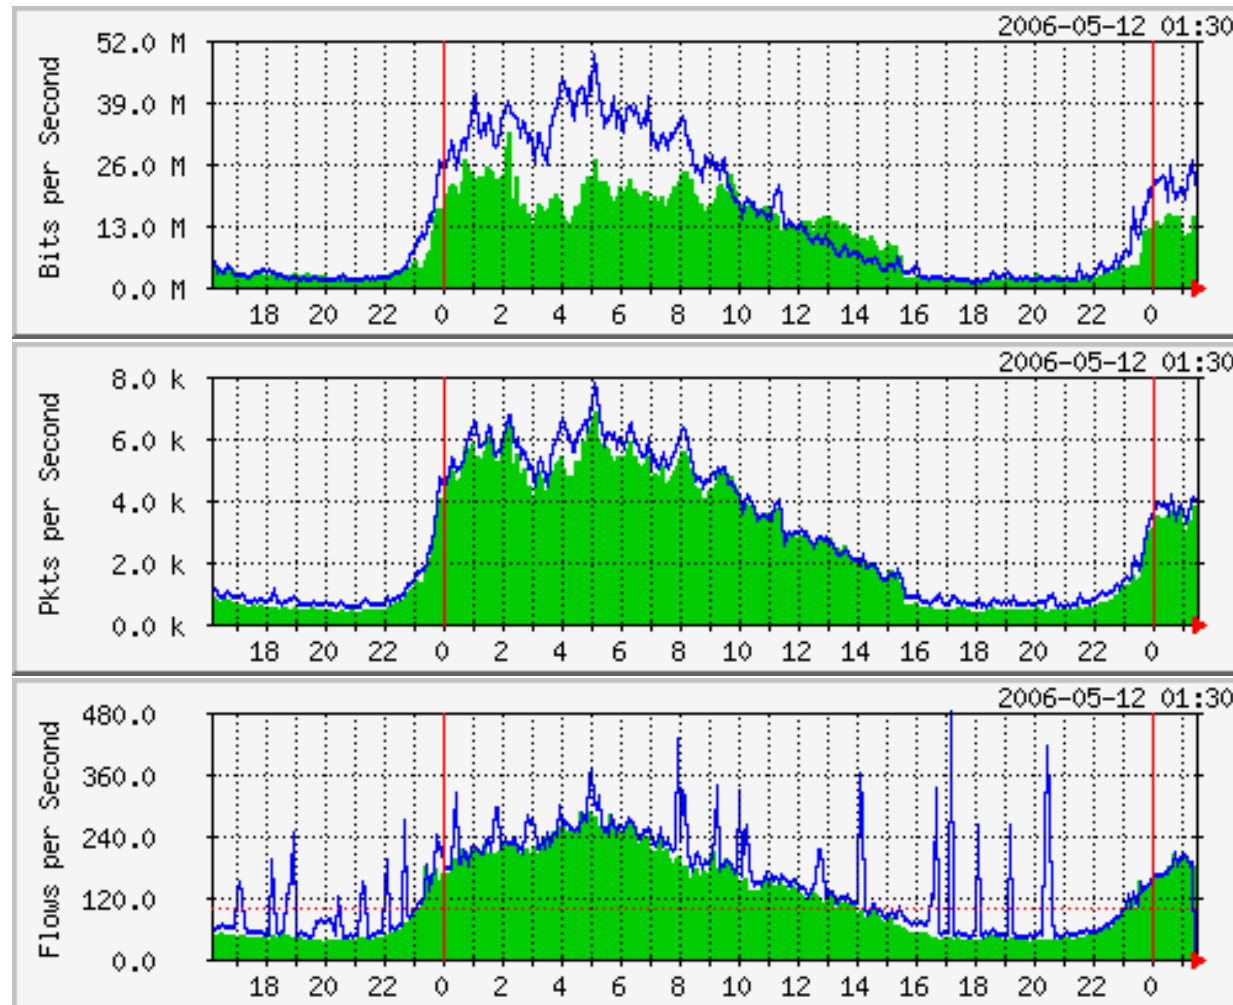 2006-05-12 01:30
Bits per Second
52.0 M
39.0 M
26.0 M
13.0 M
0.0 M
18 20 22 0 2 4 6 8 10 12 14 16 18 20 22 0
2006-05-12 01:30
Pkts per Second
8.0 k
6.0 k
4.0 k
2.0 k
0.0 k
18 20 22 0 2 4 6 8 10 12 14 16 18 20 22 0
2006-05-12 01:30
Flows per Second
480.0
360.0
240.0
120.0
0.0
18 20 22 0 2 4 6 8 10 12 14 16 18 20 22 0